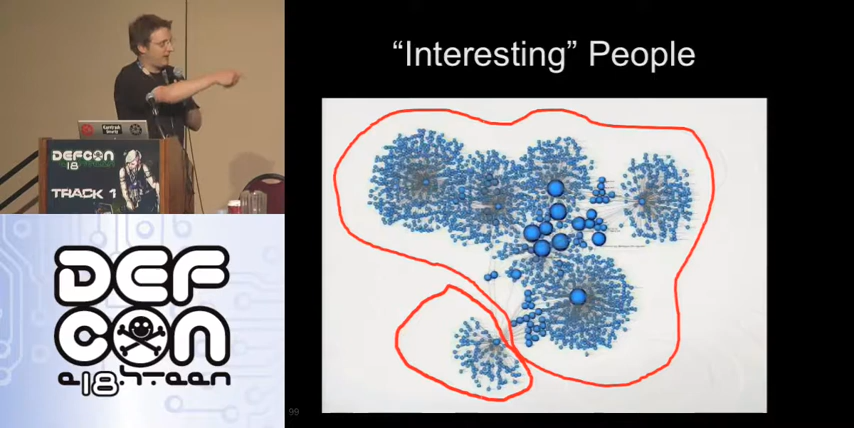 “Interesting” People
DEFCON
18
TRACK 1
DEF
CON
e18hteen
99